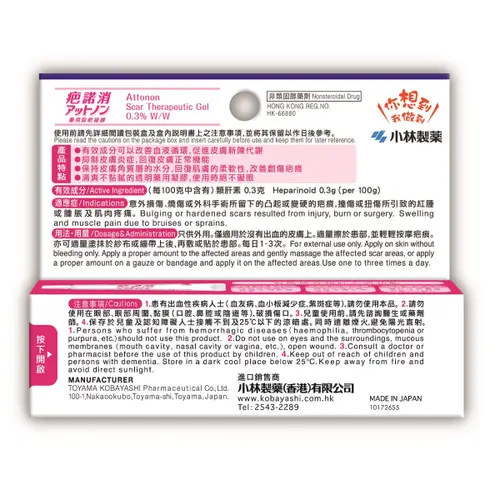 疤諾消
アットノン
暑疤軟修凝膠
Attonon
Scar Therapeutic Gel
0.3% W/W
非類固醇藥劑 Nonsteroidal Drug
HONG KONG REG.NO.
HK-66880
你想到
我做到
小林製藥
使用前請先詳細閱讀包裝盒及盒內說明書上之注意事項,並將其保留以作日後參考。
Please read the cautions on the package box and insert carefully before use and keep them for later reference.
產品特點
●有效成分可以改善血液循環,促進皮膚新陳代謝
●抑制皮膚炎症,回復皮膚正常機能
●保持皮膚角質層的水分,回復肌膚的柔軟性,改善創傷疤痕
●清爽不黏膩的透明藥用凝膠,使用時絕不礙眼
有效成分/Active Ingredient (每100克中含有) 類肝素 0.3克 Heparinoid 0.3g (per 100g)
適應症/Indications 意外損傷,燒傷或外科手術所留下的凸起或變硬的疤痕,撞傷或扭傷所引致的紅腫
或腫脹及肌肉疼痛。Bulging or hardened scars resulted from injury, burn or surgery. Swelling
and muscle pain due to bruises or sprains.
用法·用量/Dosage&Administration 只供外用。僅適用於沒有出血的皮膚上。適量擦於患部,並輕輕按摩疤痕。
亦可適量塗抹於紗布或繃帶上後,再敷或貼於患部。每日1-3次。For external use only. Apply on skin without
bleeding only. Apply a proper amount to the affected areas and gently massage the affected scar areas, or apply
a proper amount on a gauze or bandage and apply it on the affected areas.Use one to three times a day.
按下開啟
注意事項/Cautions 1.患有出血性疾病人士(血友病,血小板減少症,紫斑症等),請勿使用本品。2.請勿
使用在眼部,眼部周圍,黏膜(口腔,鼻腔或陰道等),破損傷口。3.兒童使用前,請先諮詢醫生或藥劑
師。4.保存於兒童及認知障礙人士接觸不到及25℃以下的涼暗處,同時遠離煙火,避免陽光直射。
1.Persons who suffer from hemorrhagic diseases (haemophilia, thrombocytopenia or
purpura, etc.)should not use this product. 2.Do not use on eyes and the surroundings, mucous
membranes (mouth cavity, nasal cavity or vagina, etc.), open wound. 3.Consult a doctor or
pharmacist before the use of this product by children. 4.Keep out of reach of children and
persons with dementia. Store in a dark cool place below 25℃.Keep away from fire and
avoid direct sunlight.
MANUFACTURER
TOYAMA KOBAYASHI Pharmaceutical Co.,Ltd.
100-1,Nakaookubo,Toyama-shi,Toyama, Japan.
進口銷售商
小林製藥(香港)有限公司
www.kobayashi.com.hk
Tel: 2543-2289
MADE IN JAPAN
10172655